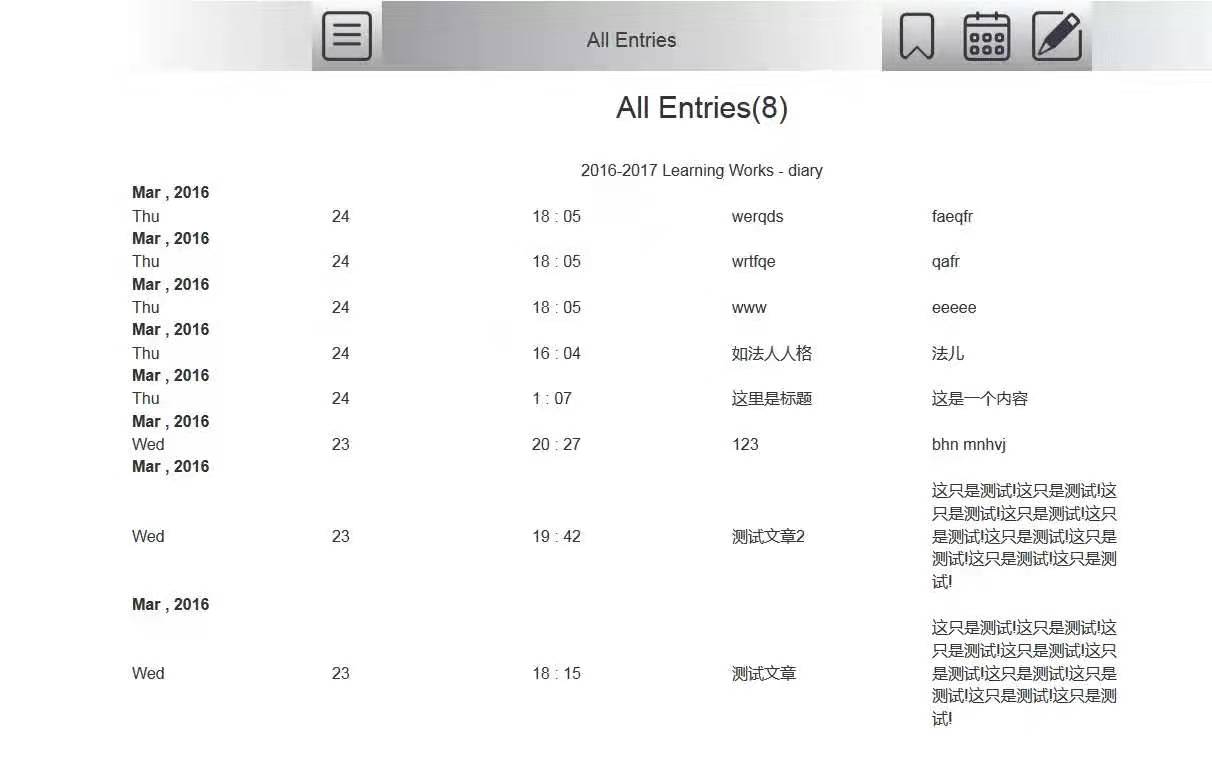 All Entries
All Entries(8)
2016-2017 Learning Works - diary
Mar , 2016
Thu 24 18 : 05 werqds faeqfr
Mar , 2016
Thu 24 18 : 05 wrtfqe qafr
Mar , 2016
Thu 24 18 : 05 www eeeee
Mar , 2016
Thu 24 16 : 04 如法人人格 法儿
Mar , 2016
Thu 24 1 : 07 这里是标题 这是一个内容
Mar , 2016
Wed 23 20 : 27 123 bhn mnhvj
Mar , 2016
这只是测试!这只是测试!这
只是测试!这只是测试!这只
Wed 23 19 : 42 测试文章2 是测试!这只是测试!这只是
测试!这只是测试!这只是测
试!
Mar , 2016
这只是测试!这只是测试!这
只是测试!这只是测试!这只
Wed 23 18 : 15 测试文章 是测试!这只是测试!这只是
测试!这只是测试!这只是测
试!